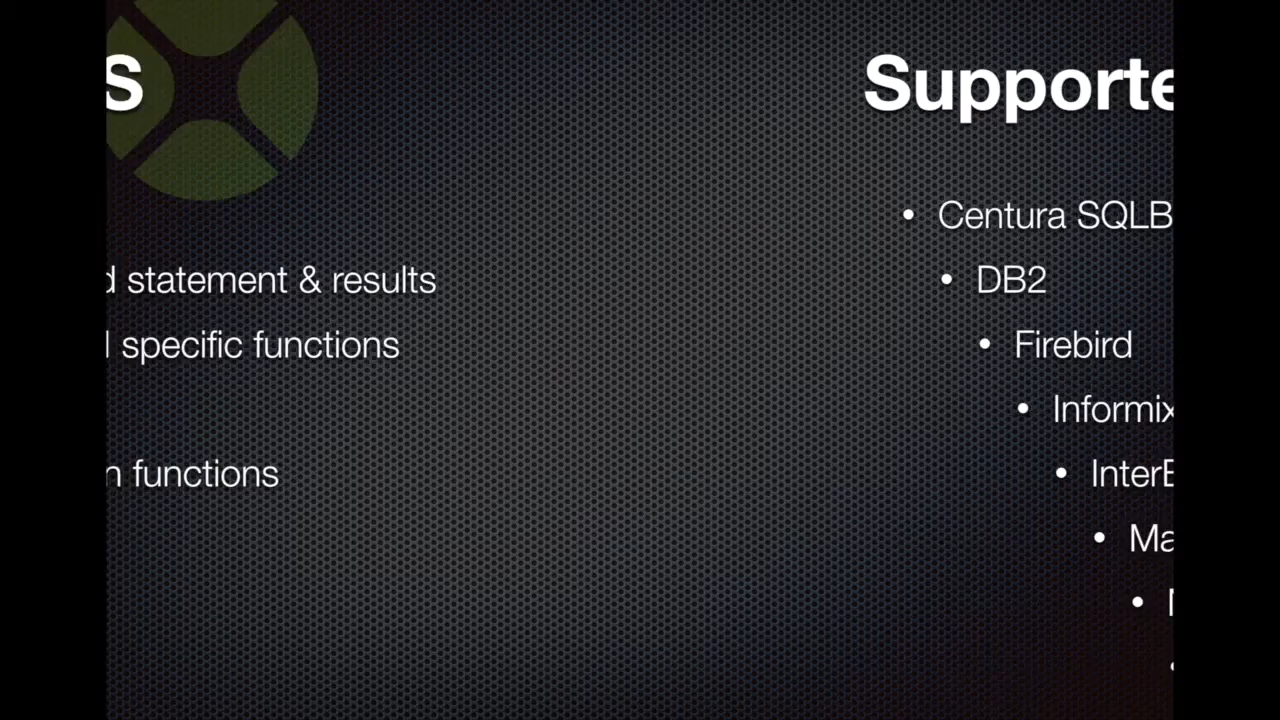 S
statement & results
specific functions
functions
Supporte
Centura SQLB
DB2
Firebird
Informix
InterB
Ma